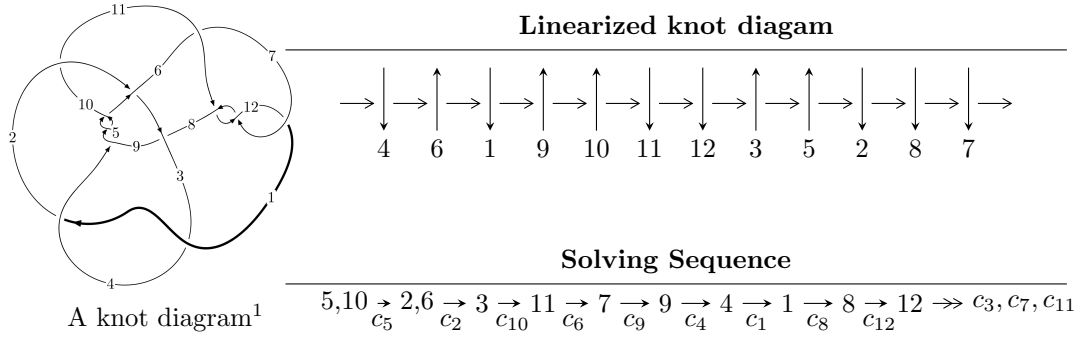 11
6
7
10
12
5
8
2
9
3
1
4
A knot diagram¹
Linearized knot diagam
4 6 1 9 10 11 12 3 5 2 8 7
Solving Sequence
5,10 → 2,6 → 3 → 11 → 7 → 9 → 4 → 1 → 8 → 12 ↠ c₃, c₇, c₁₁
c₅ c₂ c₁₀ c₆ c₉ c₄ c₁ c₈ c₁₂